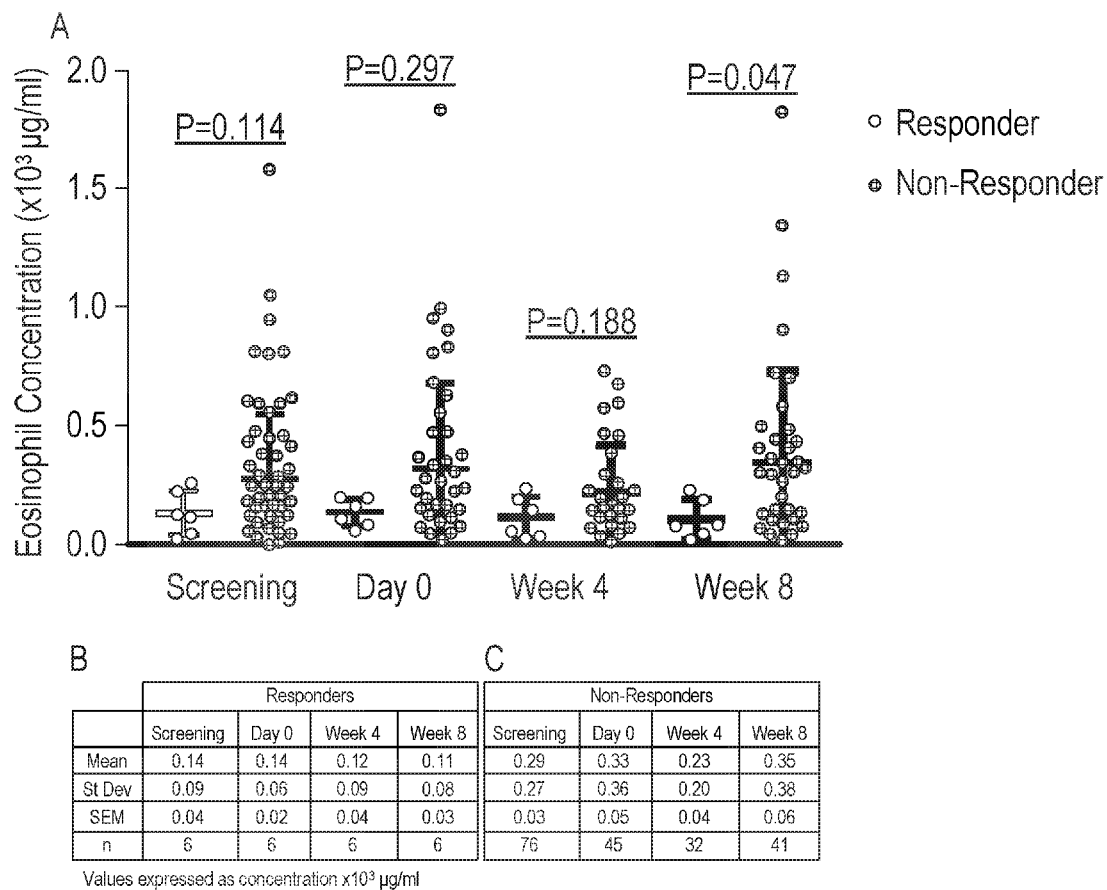 A
Eosinophil Concentration (x10³ µg/ml)
2.0
1.5
1.0
0.5
0.0
P=0.114
P=0.297
P=0.188
P=0.047
Responder
Non-Responder
Screening Day 0 Week 4 Week 8
B
Responders
Screening Day 0 Week 4 Week 8
Mean 0.14 0.14 0.12 0.11
St Dev 0.09 0.06 0.09 0.08
SEM 0.04 0.02 0.04 0.03
n 6 6 6 6
C
Non-Responders
Screening Day 0 Week 4 Week 8
0.29 0.33 0.23 0.35
0.27 0.36 0.20 0.38
0.03 0.05 0.04 0.06
76 45 32 41
Values expressed as concentration x10³ µg/ml